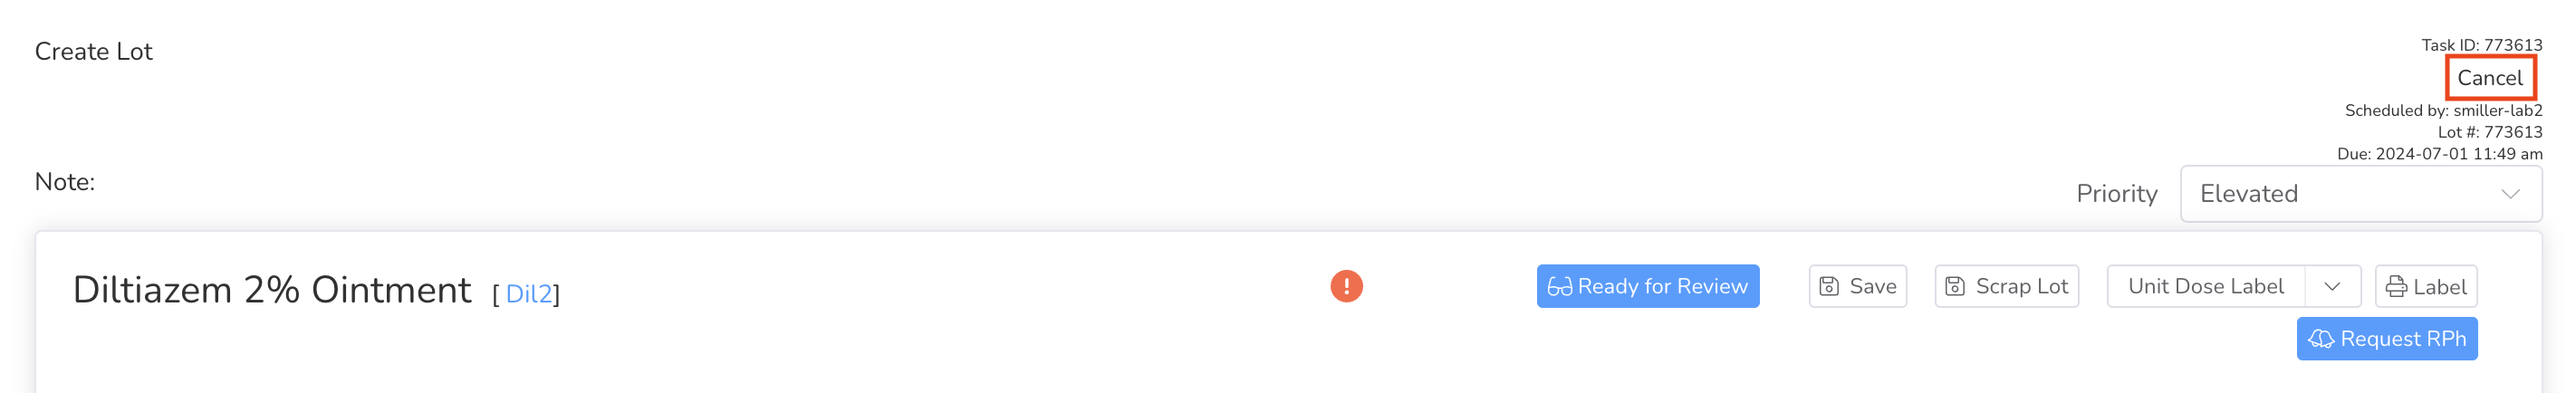 Create Lot
Task ID: 773613
Cancel
Scheduled by: smiller-lab2
Lot #: 773613
Due: 2024-07-01 11:49 am
Note:
Priority Elevated
Diltiazem 2% Ointment [ Dil2] ! Ready for Review Save Scrap Lot Unit Dose Label Label
Request RPh